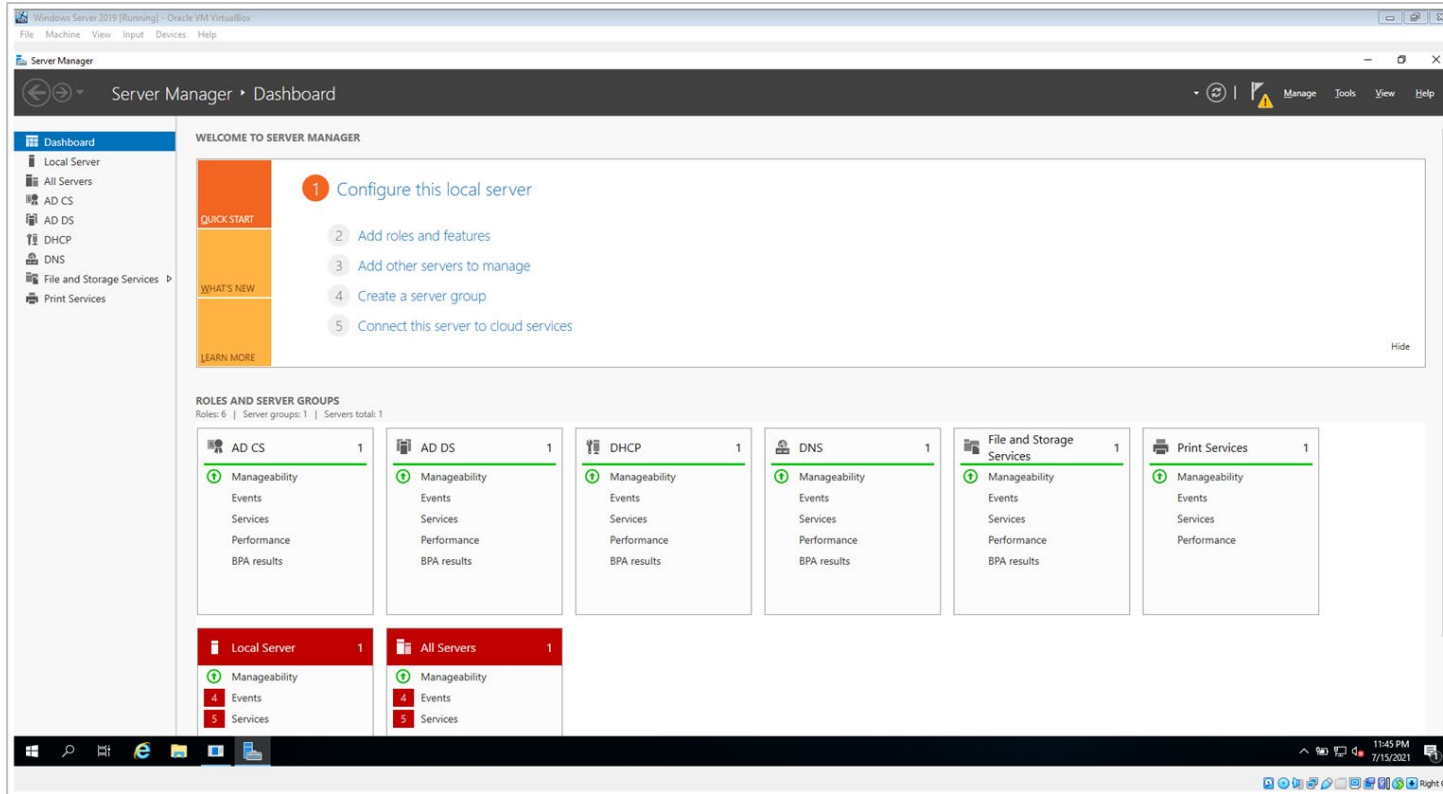 Windows Server 2019 [Running] - Oracle VM VirtualBox
File Machine View Input Devices Help
Server Manager
Server Manager • Dashboard
Manage Tools View Help
Dashboard
Local Server
All Servers
AD CS
AD DS
DHCP
DNS
File and Storage Services
Print Services
WELCOME TO SERVER MANAGER
QUICK START
WHAT'S NEW
LEARN MORE
1 Configure this local server
2 Add roles and features
3 Add other servers to manage
4 Create a server group
5 Connect this server to cloud services
Hide
ROLES AND SERVER GROUPS
Roles: 6 | Server groups: 1 | Servers total: 1
AD CS 1
Manageability
Events
Services
Performance
BPA results
AD DS 1
Manageability
Events
Services
Performance
BPA results
DHCP 1
Manageability
Events
Services
Performance
BPA results
DNS 1
Manageability
Events
Services
Performance
BPA results
File and Storage
Services 1
Manageability
Events
Services
Performance
BPA results
Print Services 1
Manageability
Events
Services
Performance
Local Server 1
Manageability
4 Events
5 Services
All Servers 1
Manageability
4 Events
5 Services
11:45 PM
7/15/2021
1
Right